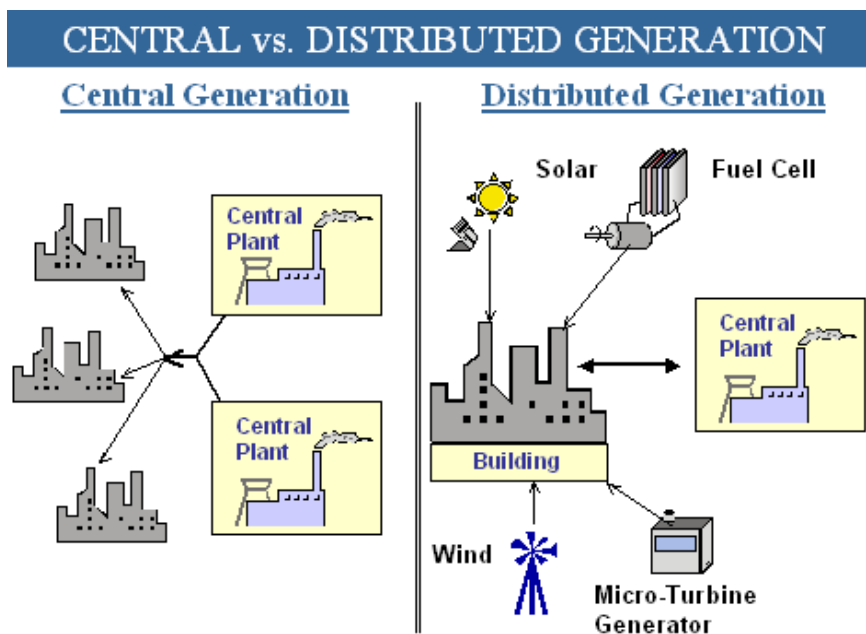 CENTRAL vs. DISTRIBUTED GENERATION
Central Generation
Central
Plant
Central
Plant
Distributed Generation
Solar
Fuel Cell
Central
Plant
Building
Wind
Micro-Turbine
Generator